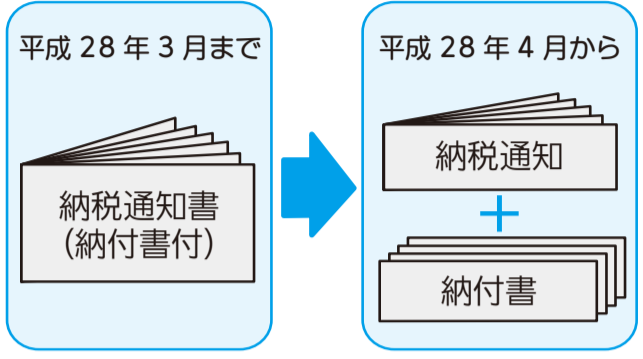 平成 28 年 3 月まで
納税通知書
（納付書付）
平成 28 年 4 月から
納税通知
＋
納付書